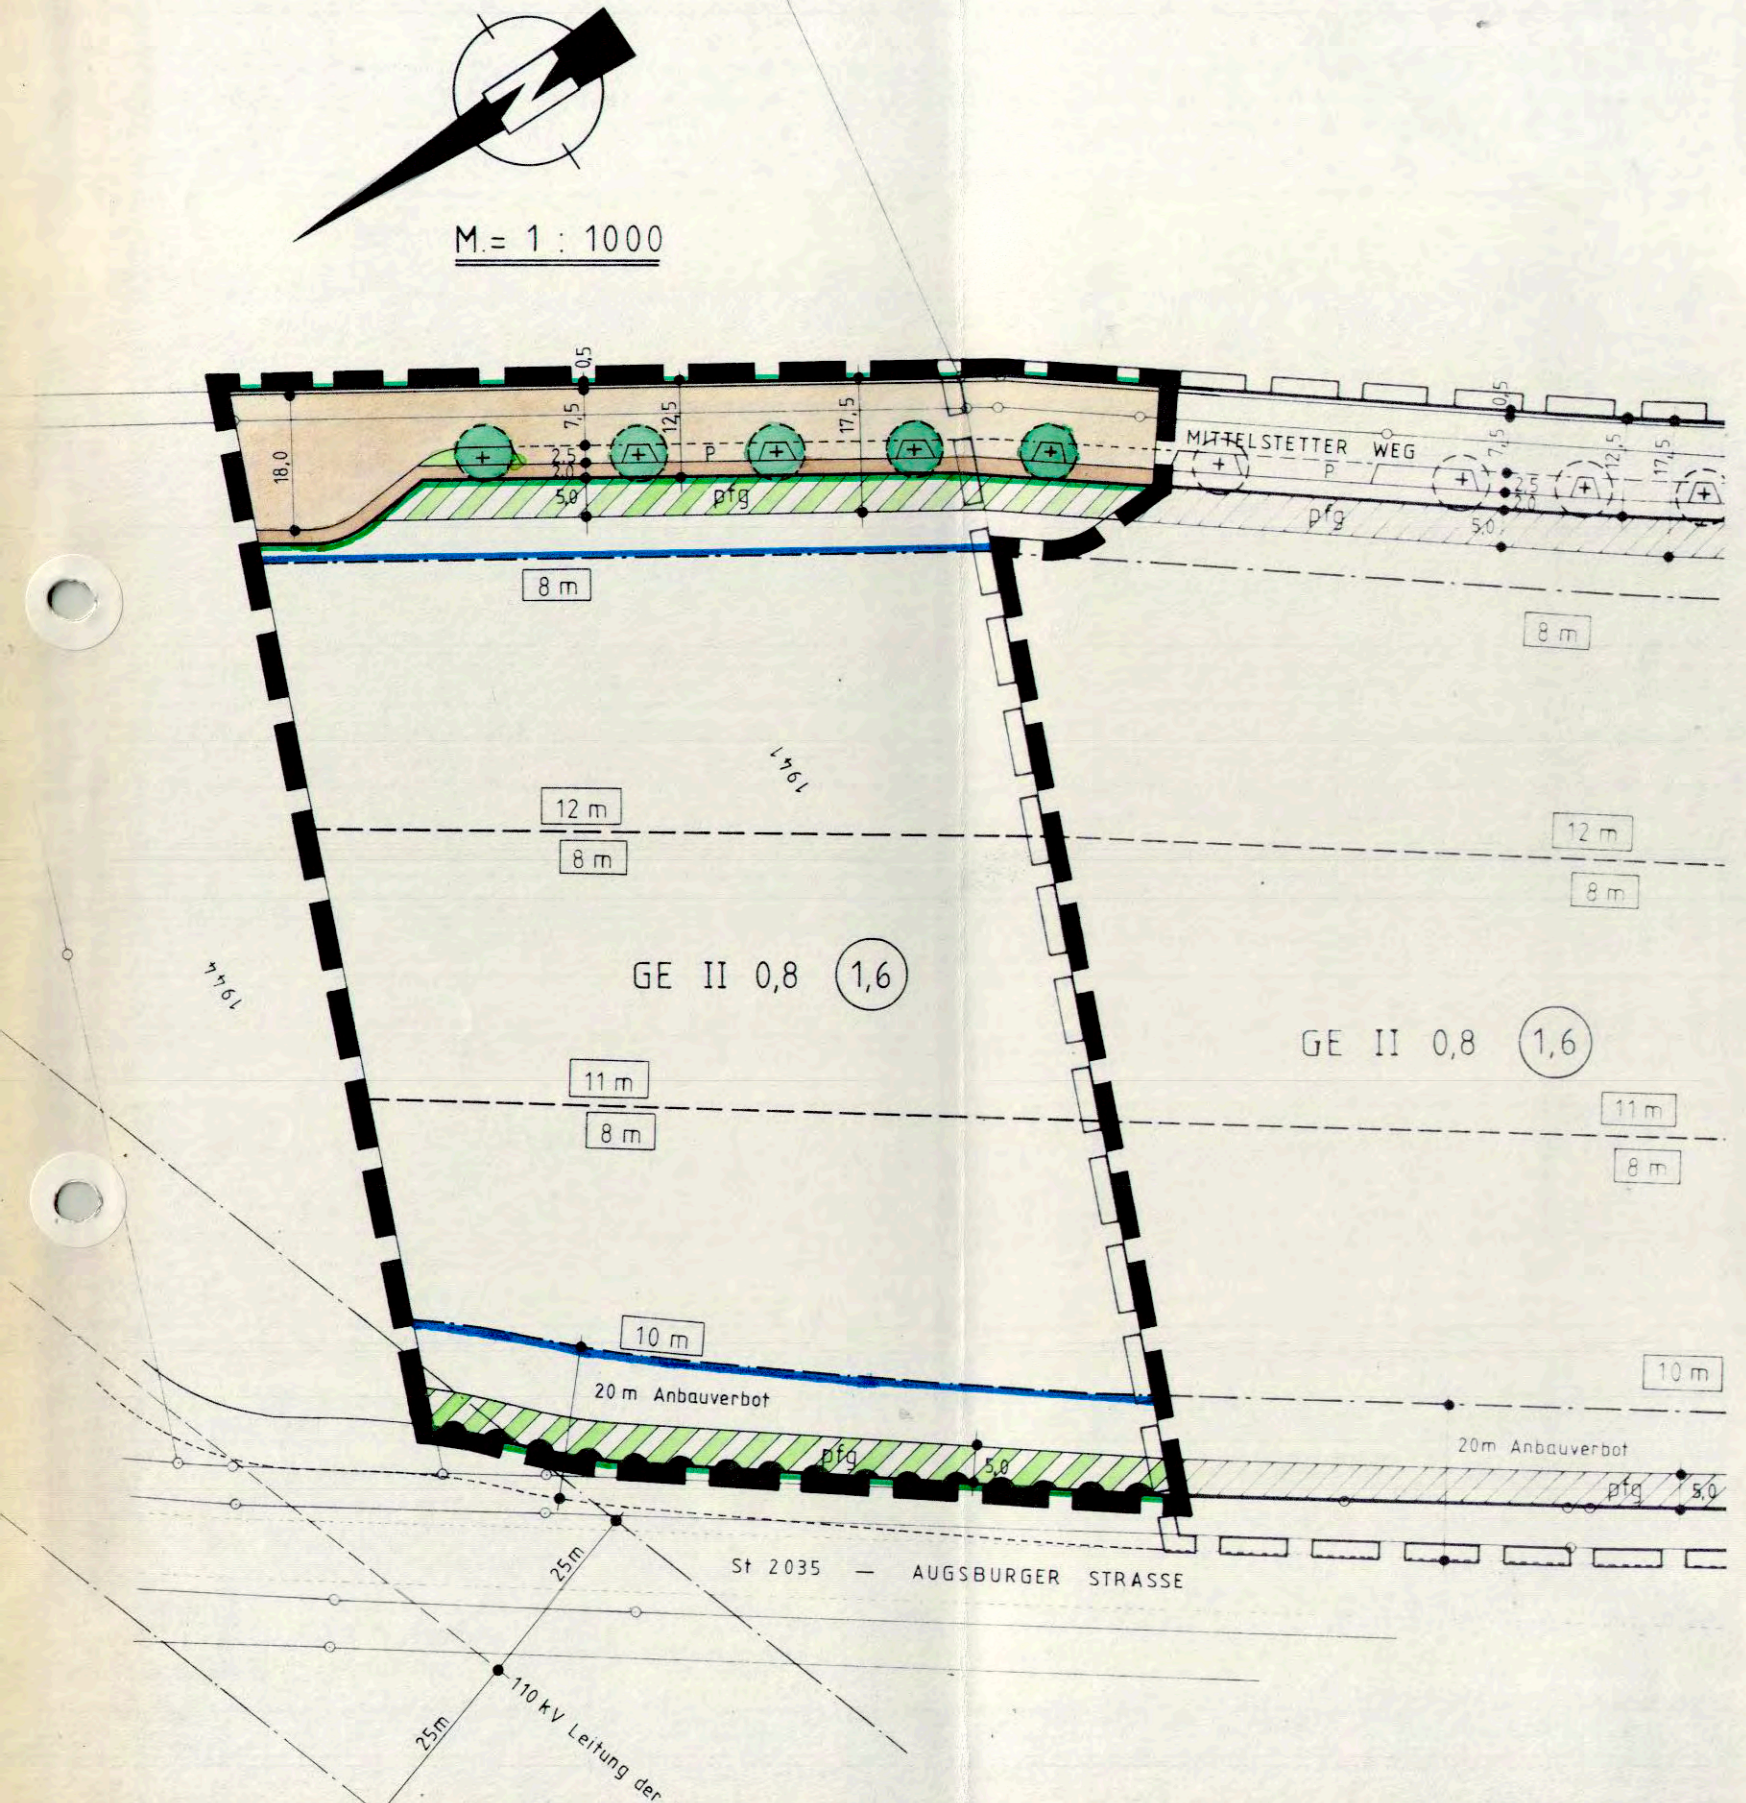 N
M.= 1 : 1000
0,5
7,5
12,5
17,5
18,0
2,5
2,0
5,0
P
pfg
MITTELSTETTER WEG
P
0,5
7,5
12,5
17,5
2,5
2,0
5,0
pfg
8 m
8 m
1941
12 m
8 m
12 m
8 m
1944
GE II 0,8 1,6
GE II 0,8 1,6
11 m
8 m
11 m
8 m
10 m
10 m
20 m Anbauverbot
20m Anbauverbot
pfg
5,0
pfg
5,0
St 2035 — AUGSBURGER STRASSE
25m
25m
110 kV Leitung der